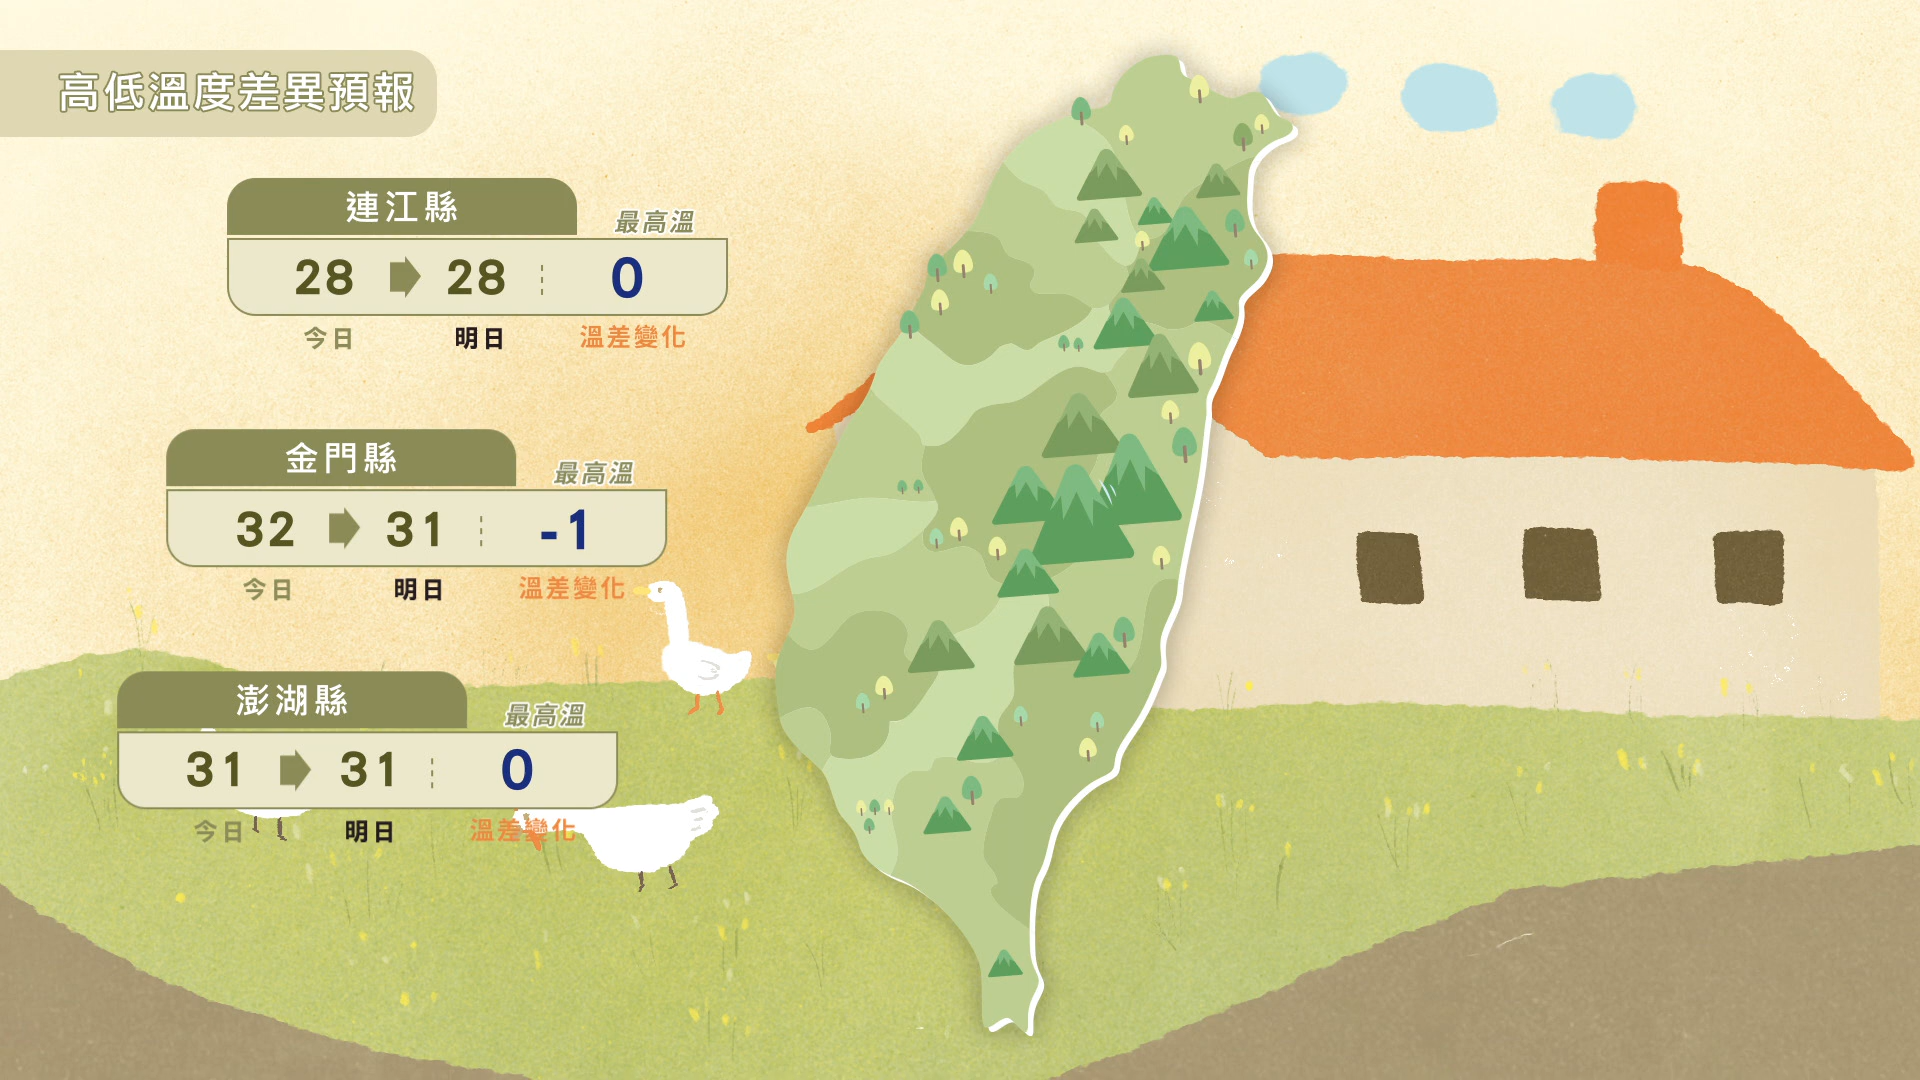 高低溫度差異預報
連江縣
最高溫
28 28 0
今日 明日 溫差變化
金門縣
最高溫
32 31 -1
今日 明日 溫差變化
澎湖縣
最高溫
31 31 0
今日 明日 溫差變化